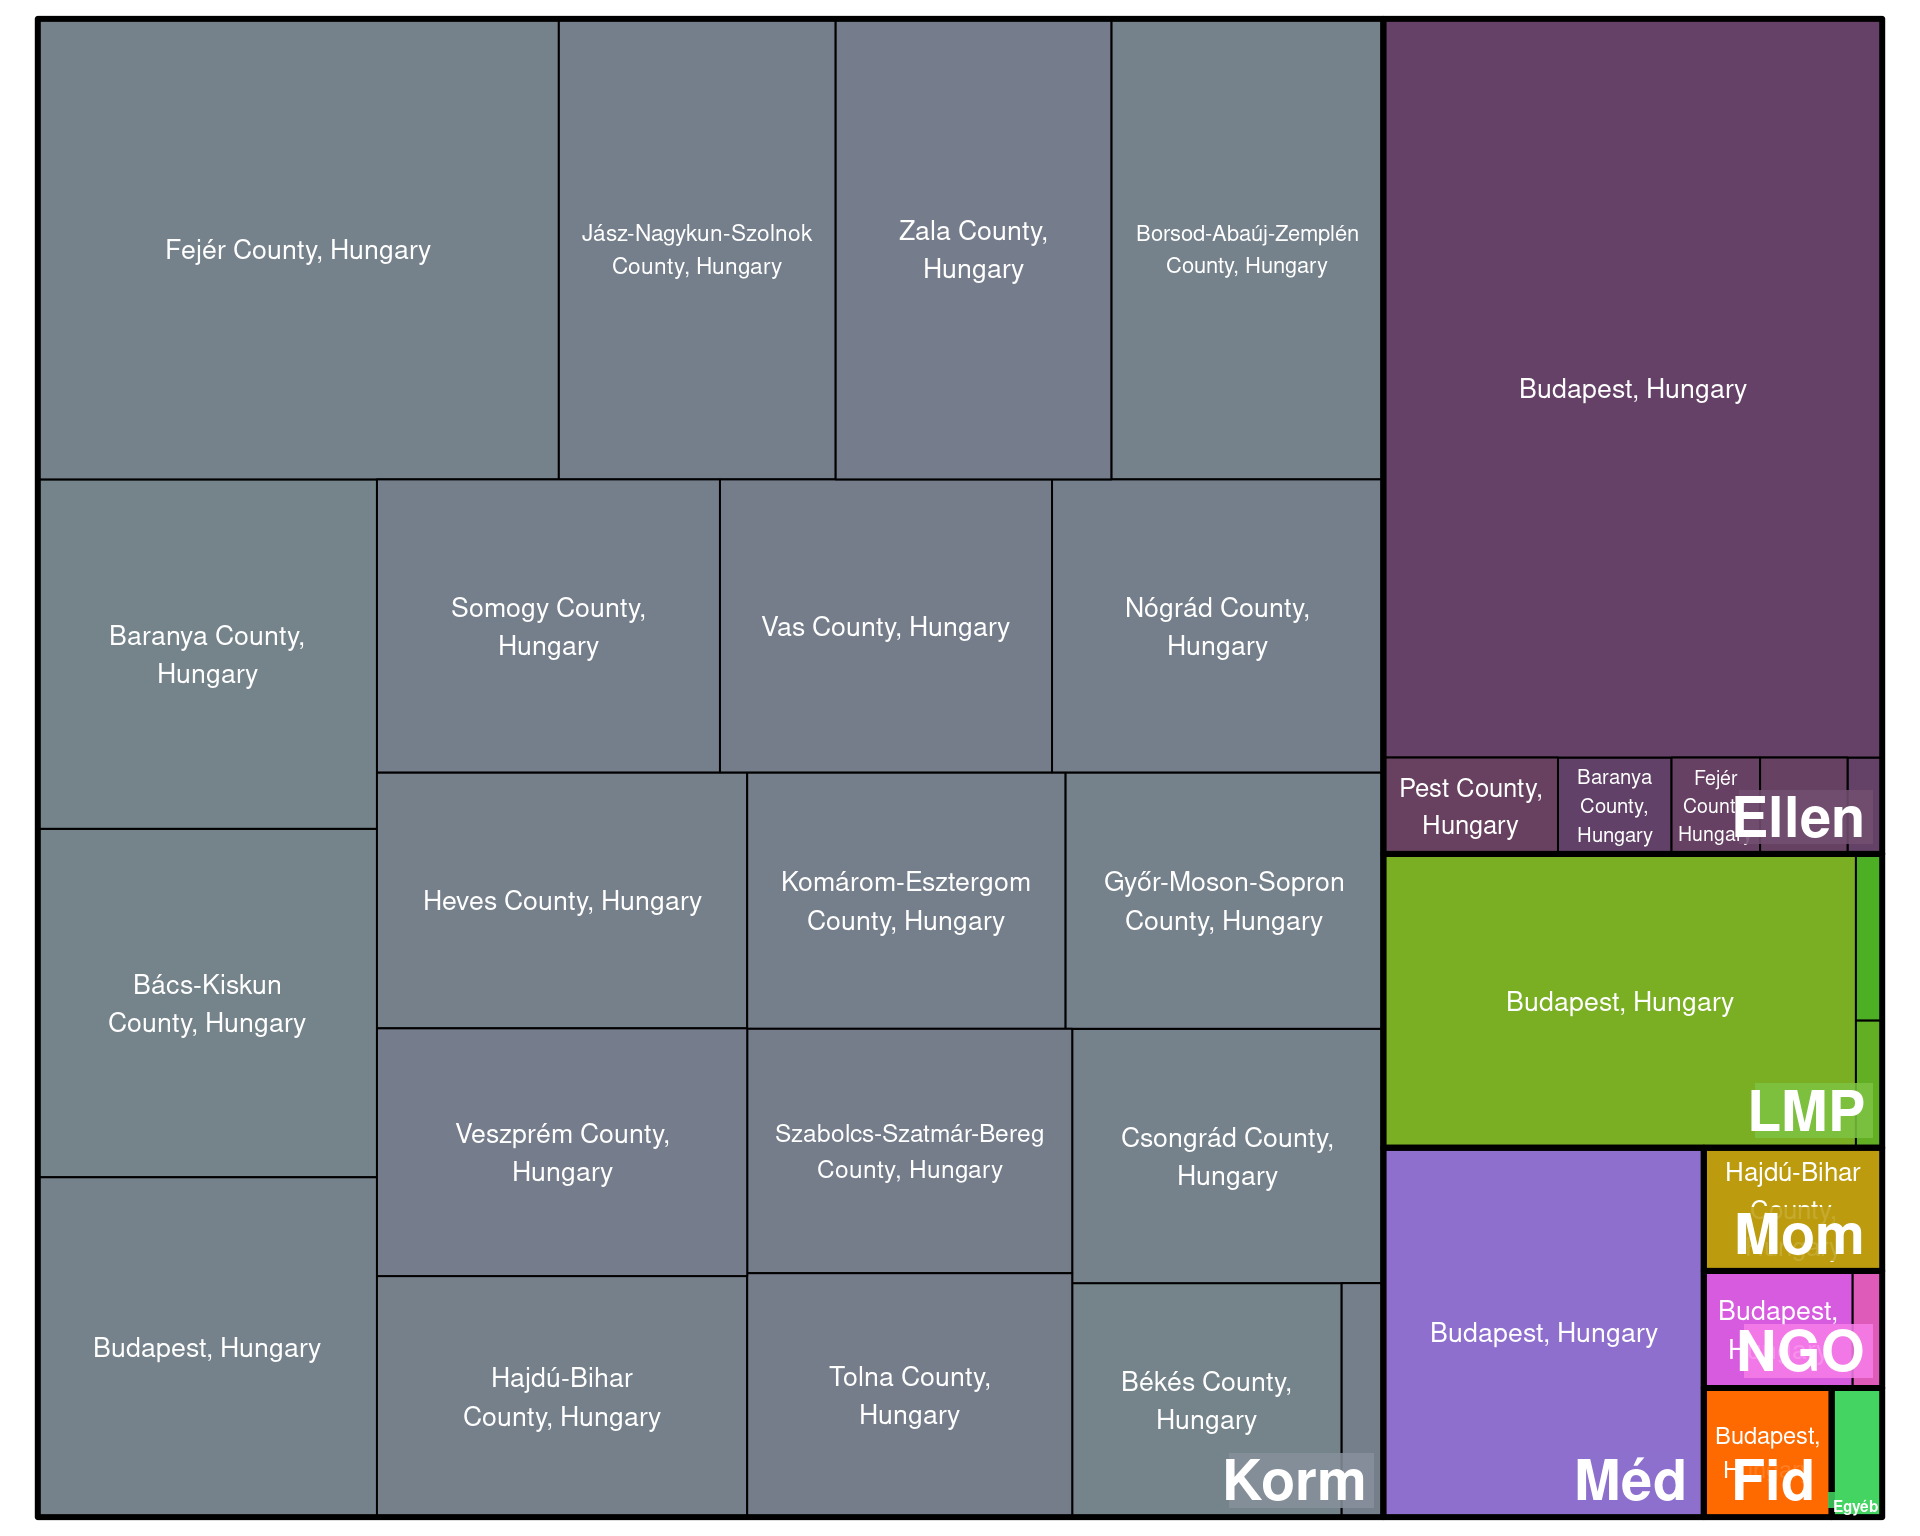 Fejér County, Hungary
Jász-Nagykun-Szolnok
County, Hungary
Zala County,
Hungary
Borsod-Abaúj-Zemplén
County, Hungary
Baranya County,
Hungary
Somogy County,
Hungary
Vas County, Hungary
Nógrád County,
Hungary
Bács-Kiskun
County, Hungary
Heves County, Hungary
Komárom-Esztergom
County, Hungary
Győr-Moson-Sopron
County, Hungary
Veszprém County,
Hungary
Szabolcs-Szatmár-Bereg
County, Hungary
Csongrád County,
Hungary
Budapest, Hungary
Hajdú-Bihar
County, Hungary
Tolna County,
Hungary
Békés County,
Hungary
Korm
Budapest, Hungary
Pest County,
Hungary
Baranya
County,
Hungary
Fejér
County,
Hungary
Ellen
Budapest, Hungary
LMP
Budapest, Hungary
Méd
Hajdú-Bihar
County,
Mom
Budapest,
NGO
Budapest,
Fid
Egyéb